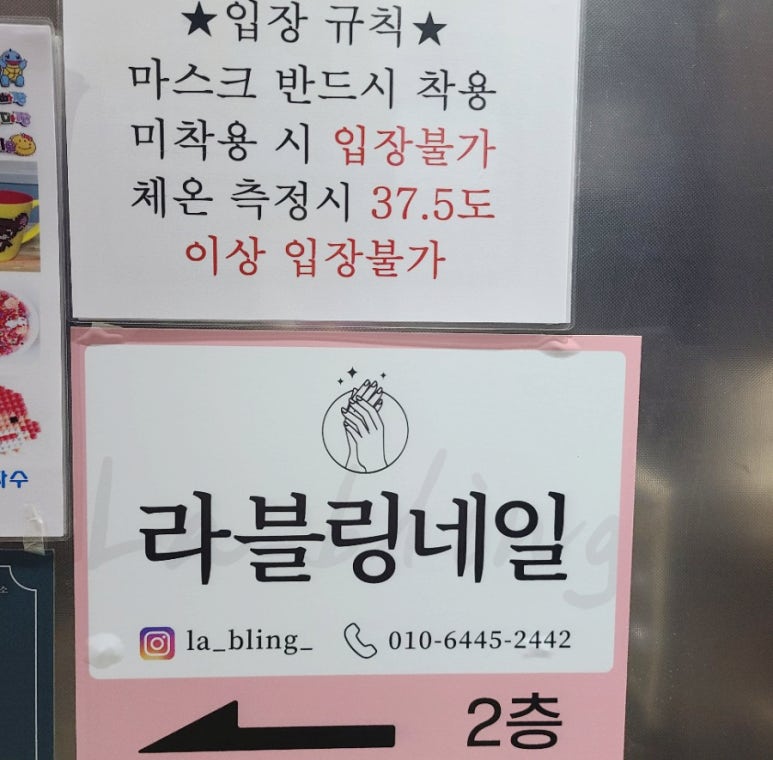 ★입장 규칙★
마스크 반드시 착용
미착용 시 입장불가
체온 측정시 37.5도
이상 입장불가
라블링네일
La bling
la_bling_ 010-6445-2442
2층